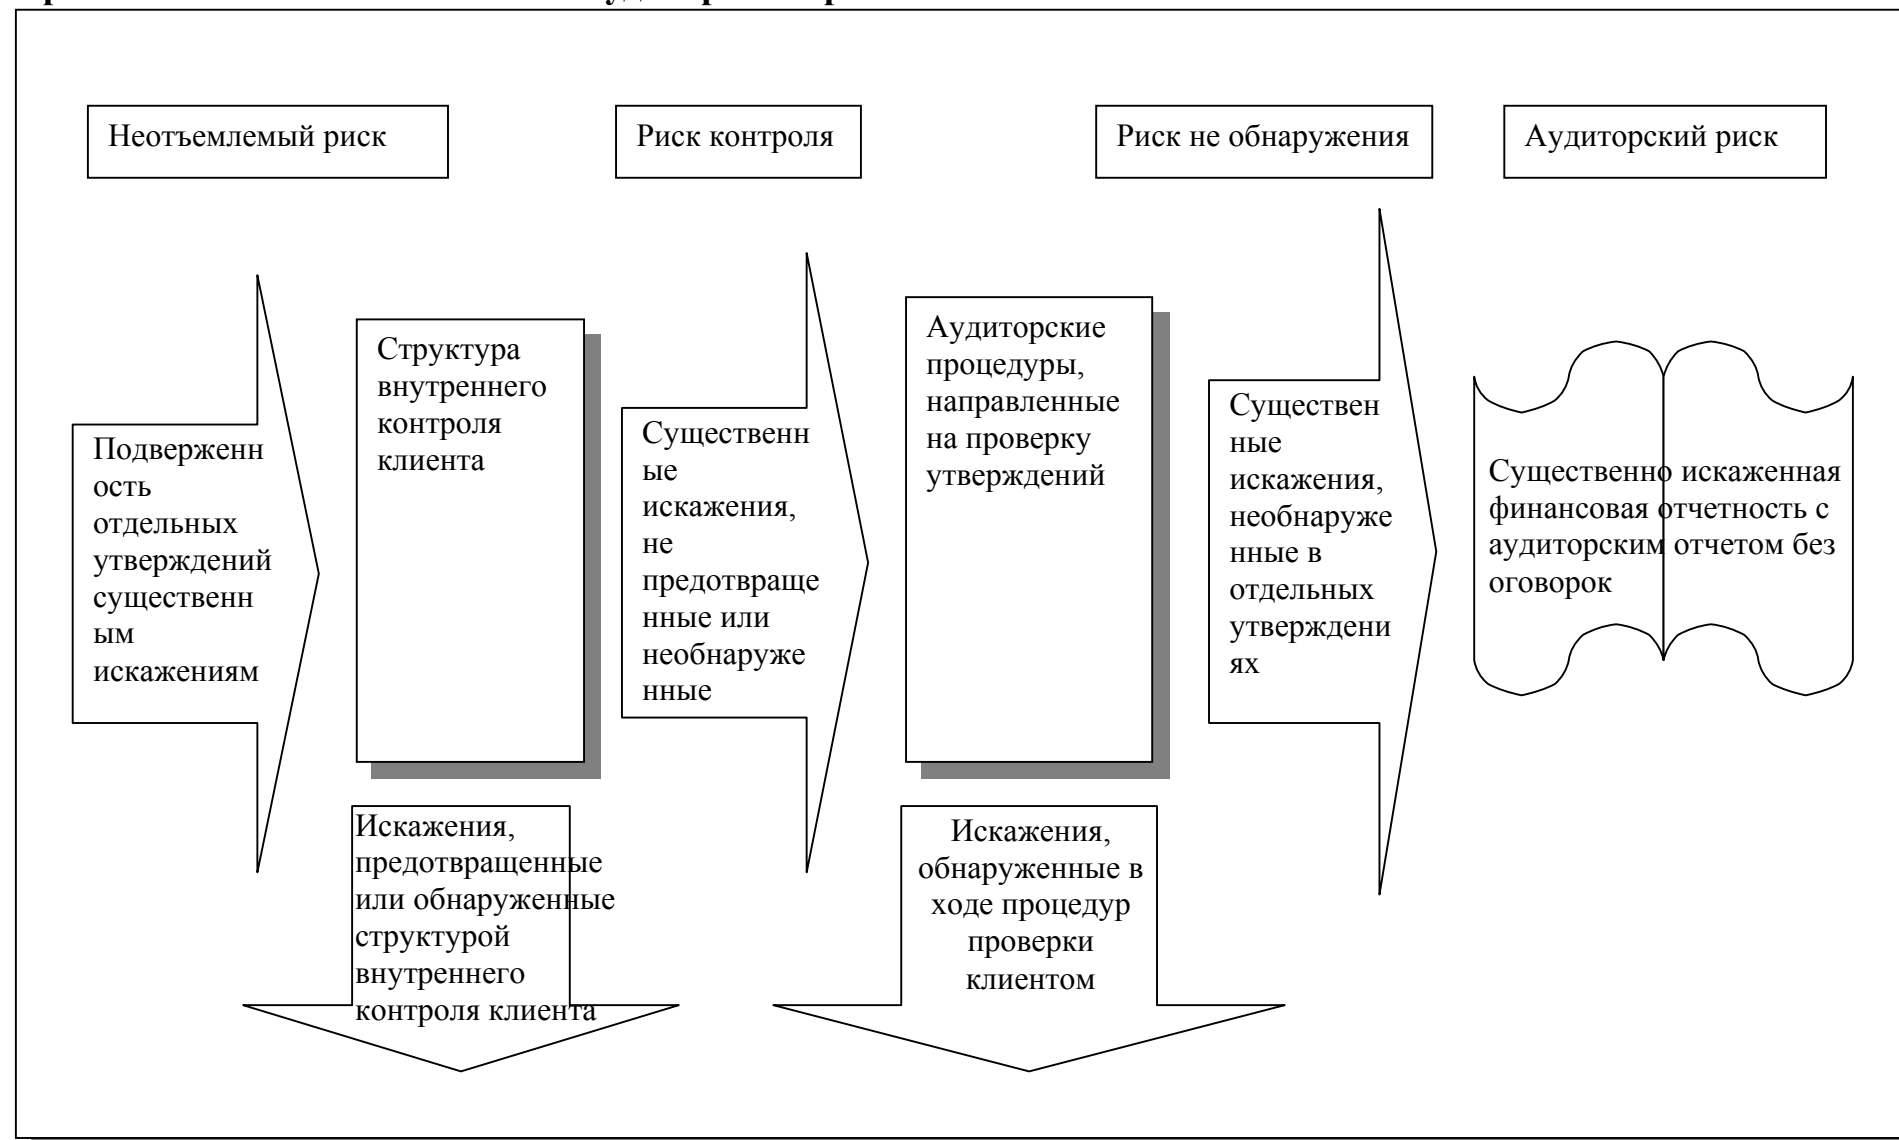 Неотъемлемый риск
Риск контроля
Риск не обнаружения
Аудиторский риск
Подверженн
ость
отдельных
утверждений
существенн
ым
искажениям
Структура
внутреннего
контроля
клиента
Существенн
ые
искажения,
не
предотвраще
нные или
необнаруже
нные
Аудиторские
процедуры,
направленные
на проверку
утверждений
Существен
ные
искажения,
необнаруже
нные в
отдельных
утверждени
ях
Существенно искаженная
финансовая отчетность с
аудиторским отчетом без
оговорок
Искажения,
предотвращенные
или обнаруженные
структурой
внутреннего
контроля клиента
Искажения,
обнаруженные в
ходе процедур
проверки
клиентом